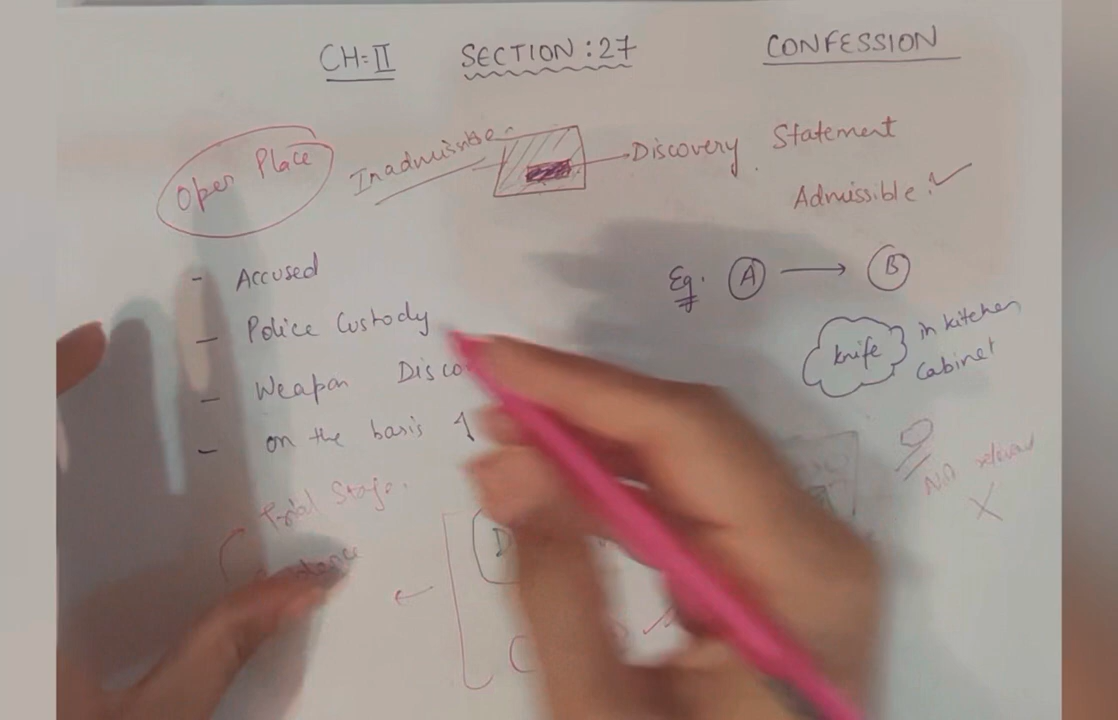 CH=II SECTION:27 CONFESSION
Open Place
Inadmissible
Discovery Statement
Admissible
- Accused
Eg. A → B
- Police Custody
knife in kitchen
cabinet
- Weapon Disco
- on the basis of
Trial Stage.
Not relevant
X
D
C